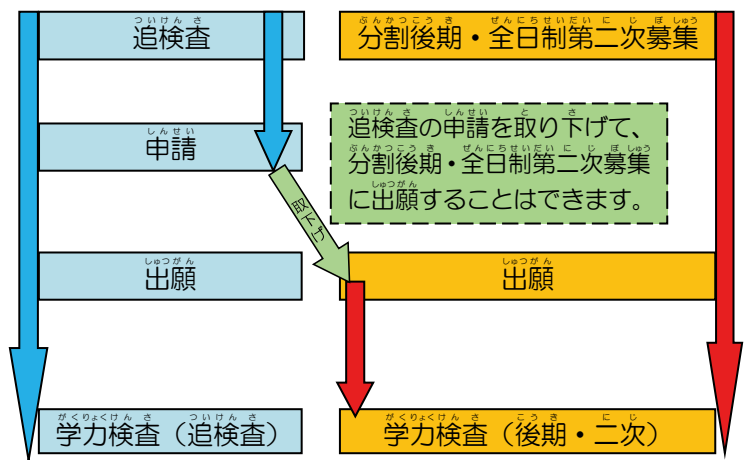 追検査
分割後期・全日制第二次募集
申請
追検査の申請を取り下げて、
分割後期・全日制第二次募集
に出願することはできます。
取下げ
出願
出願
学力検査（追検査）
学力検査（後期・二次）